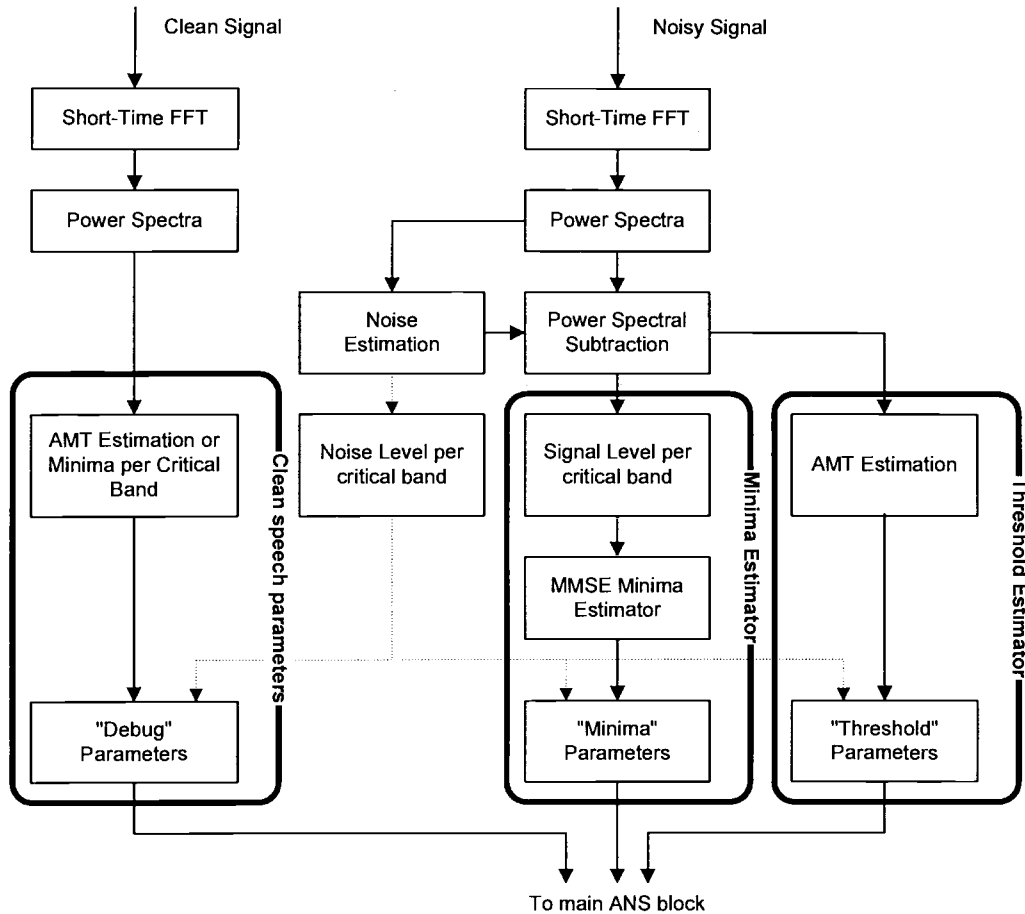 Clean Signal
Noisy Signal
Short-Time FFT
Short-Time FFT
Power Spectra
Power Spectra
Noise
Estimation
Power Spectral
Subtraction
AMT Estimation or
Minima per Critical
Band
Noise Level per
critical band
Signal Level per
critical band
AMT Estimation
MMSE Minima
Estimator
Clean speech parameters
Minima Estimator
Threshold Estimator
"Debug"
Parameters
"Minima"
Parameters
"Threshold"
Parameters
To main ANS block